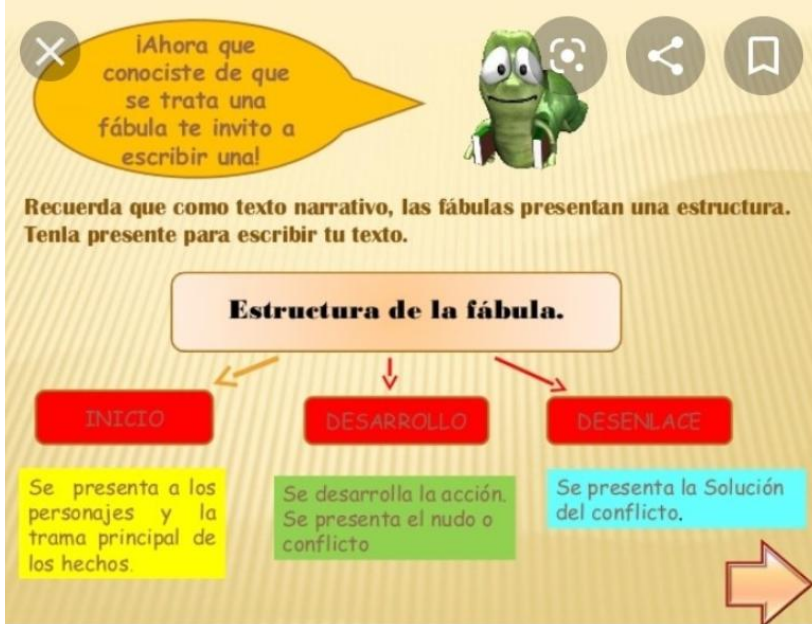 ¡Ahora que
conociste de que
se trata una
fábula te invito a
escribir una!
Recuerda que como texto narrativo, las fábulas presentan una estructura.
Tenla presente para escribir tu texto.
Estructura de la fábula.
INICIO
DESARROLLO
DESENLACE
Se presenta a los
personajes y la
trama principal de
los hechos.
Se desarrolla la acción.
Se presenta el nudo o
conflicto
Se presenta la Solución
del conflicto.